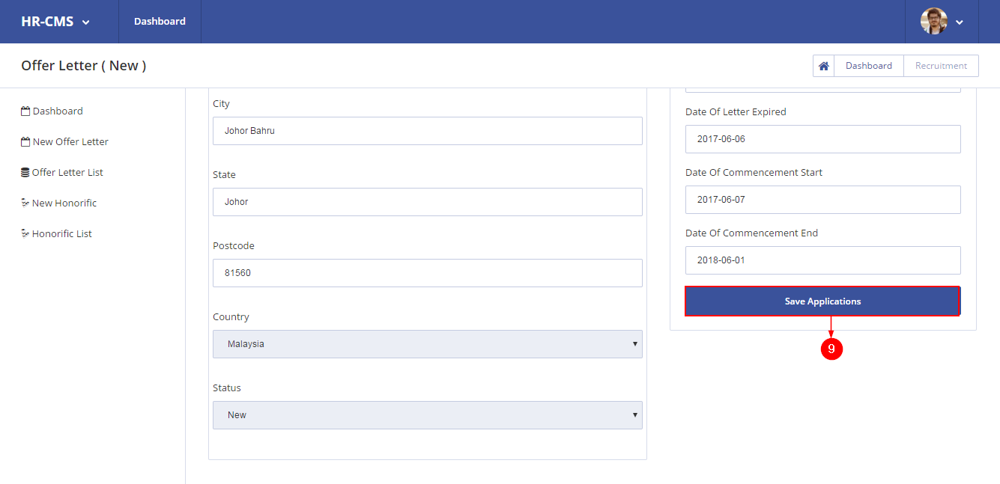 HR-CMS
Dashboard
Offer Letter ( New )
Dashboard
Recruitment
Dashboard
New Offer Letter
Offer Letter List
New Honorific
Honorific List
City
Johor Bahru
State
Johor
Postcode
81560
Country
Malaysia
Status
New
Date Of Letter Expired
2017-06-06
Date Of Commencement Start
2017-06-07
Date Of Commencement End
2018-06-01
Save Applications
9